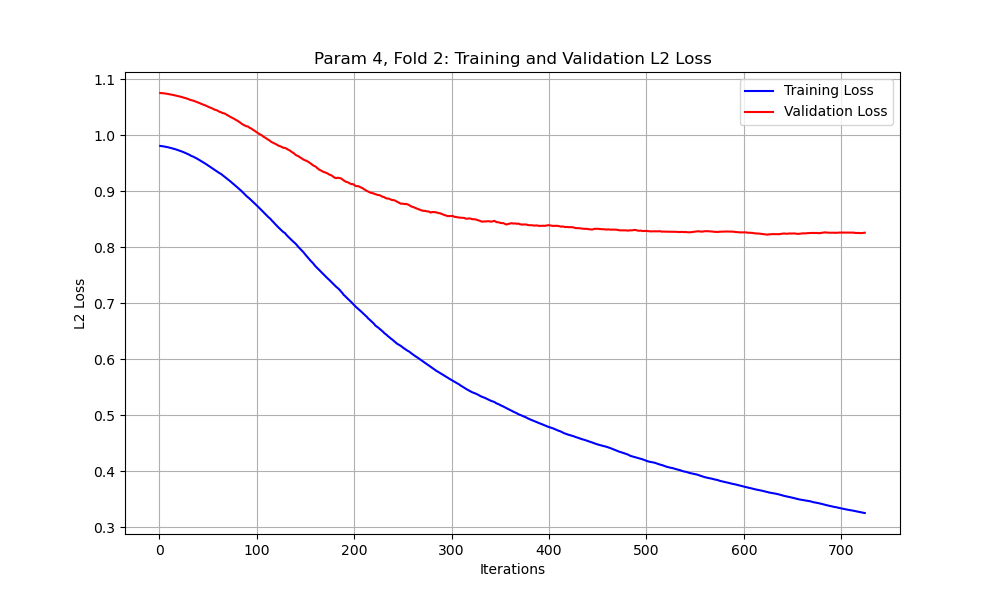 Param 4, Fold 2: Training and Validation L2 Loss
Training Loss
Validation Loss
1.1
1.0
0.9
0.8
0.7
0.6
0.5
0.4
0.3
L2 Loss
0 100 200 300 400 500 600 700
Iterations